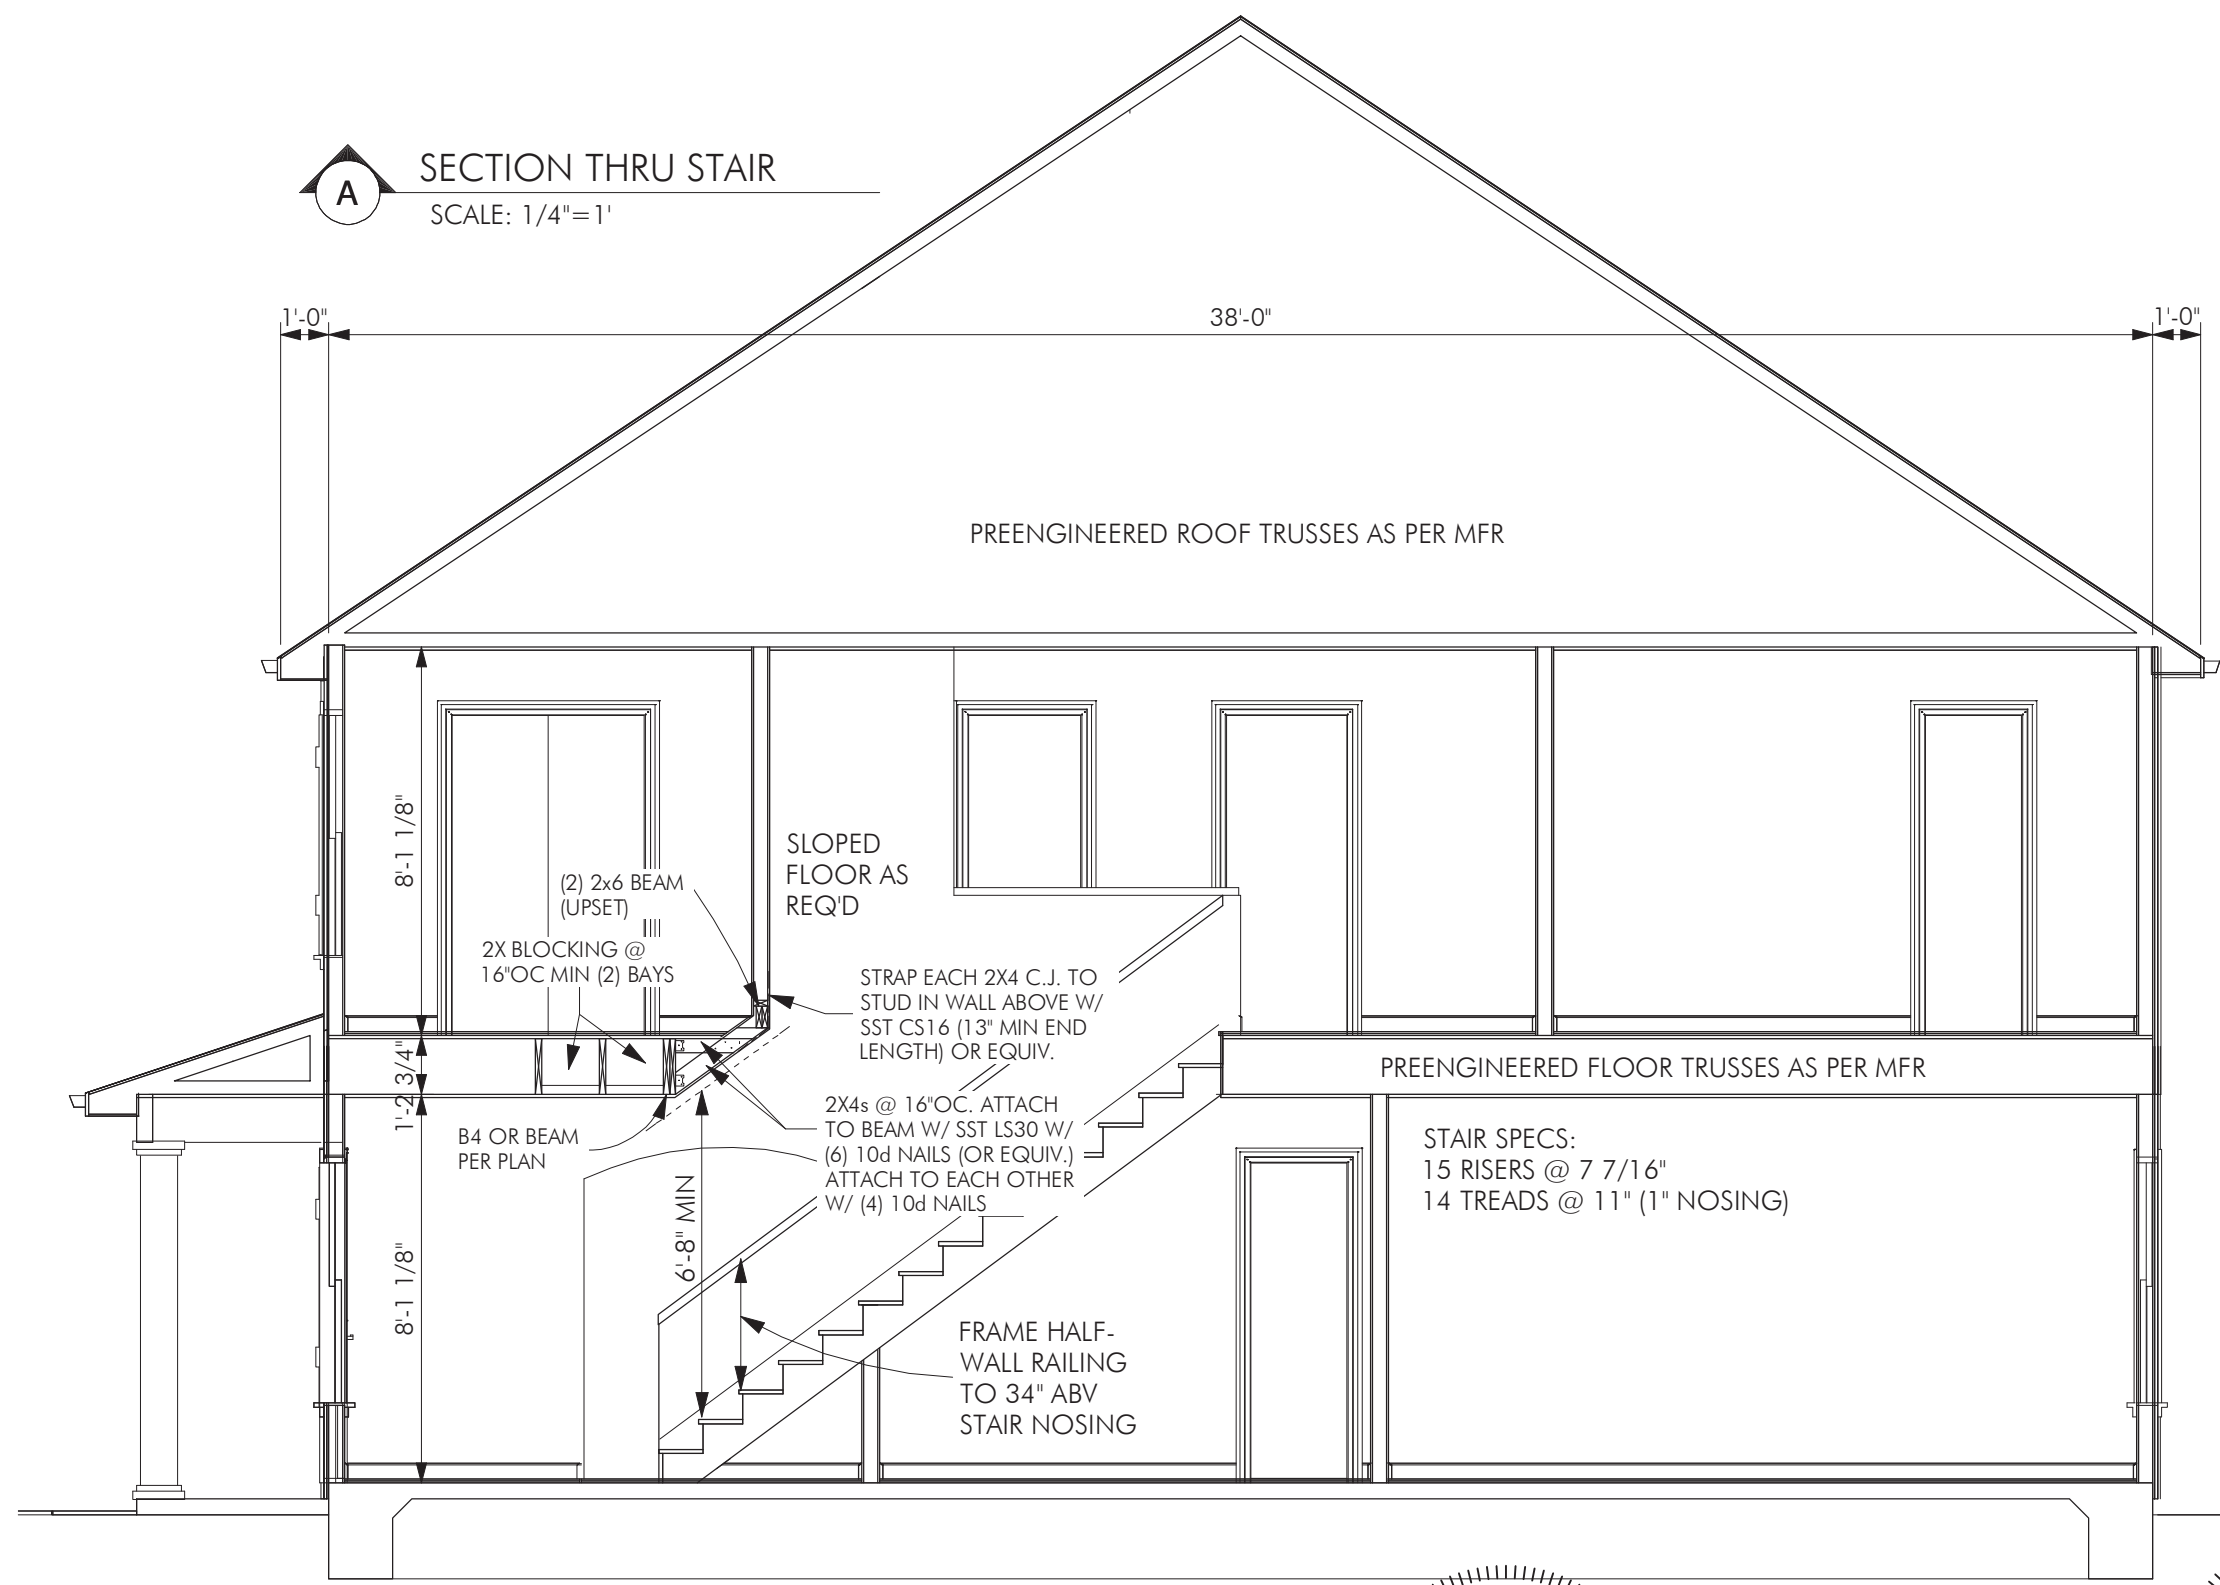 A
SECTION THRU STAIR
SCALE: 1/4"=1'
1'-0"
38'-0"
1'-0"
PREENGINEERED ROOF TRUSSES AS PER MFR
8'-1 1/8"
SLOPED
FLOOR AS
REQ'D
(2) 2x6 BEAM
(UPSET)
2X BLOCKING @
16"OC MIN (2) BAYS
STRAP EACH 2X4 C.J. TO
STUD IN WALL ABOVE W/
SST CS16 (13" MIN END
LENGTH) OR EQUIV.
1'-2 3/4"
PREENGINEERED FLOOR TRUSSES AS PER MFR
2X4s @ 16"OC. ATTACH
TO BEAM W/ SST LS30 W/
(6) 10d NAILS (OR EQUIV.)
ATTACH TO EACH OTHER
W/ (4) 10d NAILS
B4 OR BEAM
PER PLAN
STAIR SPECS:
15 RISERS @ 7 7/16"
14 TREADS @ 11" (1" NOSING)
6'-8" MIN
8'-1 1/8"
FRAME HALF-
WALL RAILING
TO 34" ABV
STAIR NOSING